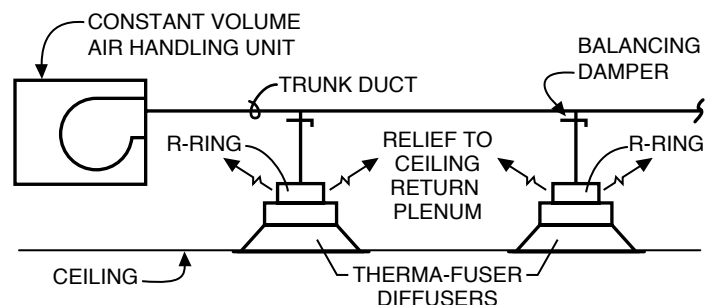 CONSTANT VOLUME
AIR HANDLING UNIT
BALANCING
DAMPER
TRUNK DUCT
R-RING
RELIEF TO
CEILING
RETURN
PLENUM
R-RING
CEILING
THERMA-FUSER
DIFFUSERS